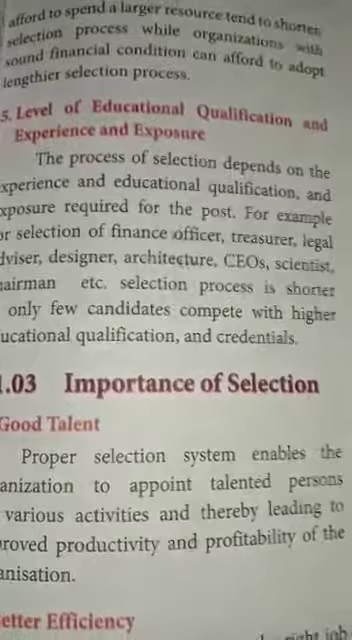 afford to spend a larger resource tend to shorten
selection process while organizations with
sound financial condition can afford to adopt
lengthier selection process.
5. Level of Educational Qualification and
Experience and Exposure
The process of selection depends on the
xperience and educational qualification, and
xposure required for the post. For example
or selection of finance officer, treasurer, legal
dviser, designer, architecture, CEOs, scientist,
hairman etc. selection process is shorter
only few candidates compete with higher
ucational qualification, and credentials.
.03 Importance of Selection
Good Talent
Proper selection system enables the
anization to appoint talented persons
various activities and thereby leading to
proved productivity and profitability of the
anisation.
etter Efficiency
right job